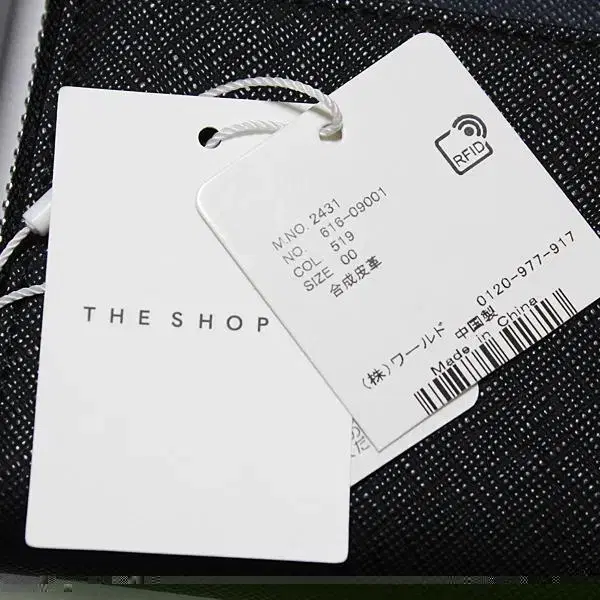 THE SHOP
RFID
M.NO. 2431
NO. 616-09001
COL 519
SIZE 00
合成皮革
(株)ワールド 0120-977-917
中国製
Made in China